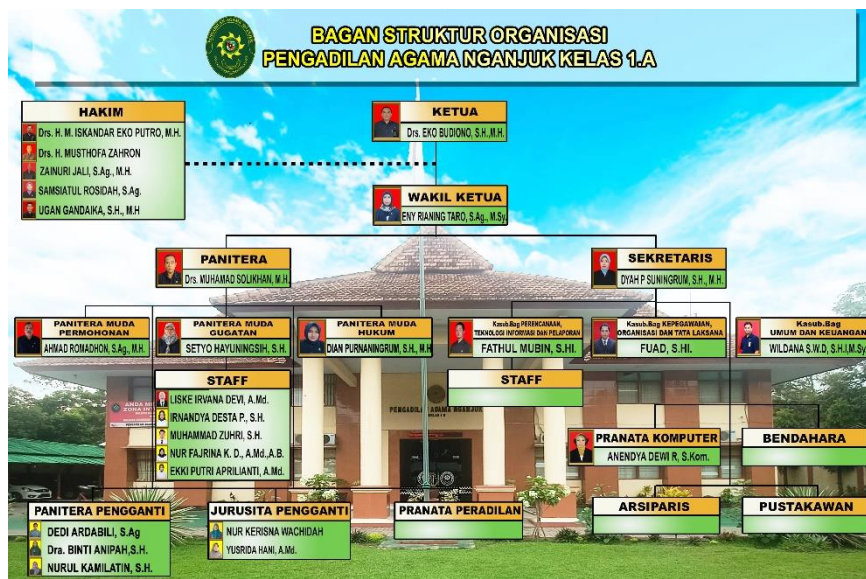 BAGAN STRUKTUR ORGANISASI
PENGADILAN AGAMA NGANJUK KELAS 1.A
HAKIM
Drs. H. M. ISKANDAR EKO PUTRO, M.H.
Drs. H. MUSTHOFA ZAHRON
ZAINURI JALI, S.Ag., M.H.
SAMSIATUL ROSIDAH, S.Ag.
UGAN GANDAIKA, S.H., M.H
KETUA
Drs. EKO BUDIONO, S.H.,M.H.
WAKIL KETUA
ENY RIANING TARO, S.Ag., M.Sy.
PANITERA
Drs. MUHAMAD SOLIKHAN, M.H.
SEKRETARIS
DYAH P SUNINGRUM, S.H., M.H.
PANITERA MUDA
PERMOHONAN
AHMAD ROMADHON, S.Ag., M.H.
PANITERA MUDA
GUGATAN
SETYO HAYUNINGSIH, S.H.
PANITERA MUDA
HUKUM
DIAN PURNANINGRUM, S.H., M.H
Kasub.Bag PERENCANAAN,
TEKNOLOGI INFORMASI DAN PELAPORAN
FATHUL MUBIN, S.HI.
Kasub.Bag KEPEGAWAIAN,
ORGANISASI DAN TATA LAKSANA
FUAD, S.HI.
Kasub.Bag
UMUM DAN KEUANGAN
WILDANA S.W.D, S.H.I,M.Sy
STAFF
LISKE IRVANA DEVI, A.Md.
IRNANDYA DESTA P., S.H.
MUHAMMAD ZUHRI, S.H.
NUR FAJRINA K. D., A.Md.,A.B.
EKKI PUTRI APRILIANTI, A.Md.
STAFF
PENGADILAN AGAMA NGANJUK
KELAS 1.A
PRANATA KOMPUTER
ANENDYA DEWI R, S.Kom.
BENDAHARA
PANITERA PENGGANTI
DEDI ARDABILI, S.Ag
Dra. BINTI ANIPAH,S.H.
NURUL KAMILATIN, S.H.
JURUSITA PENGGANTI
NUR KERISNA WACHIDAH
YUSRIDA HANI, A.Md.
PRANATA PERADILAN
ARSIPARIS
PUSTAKAWAN